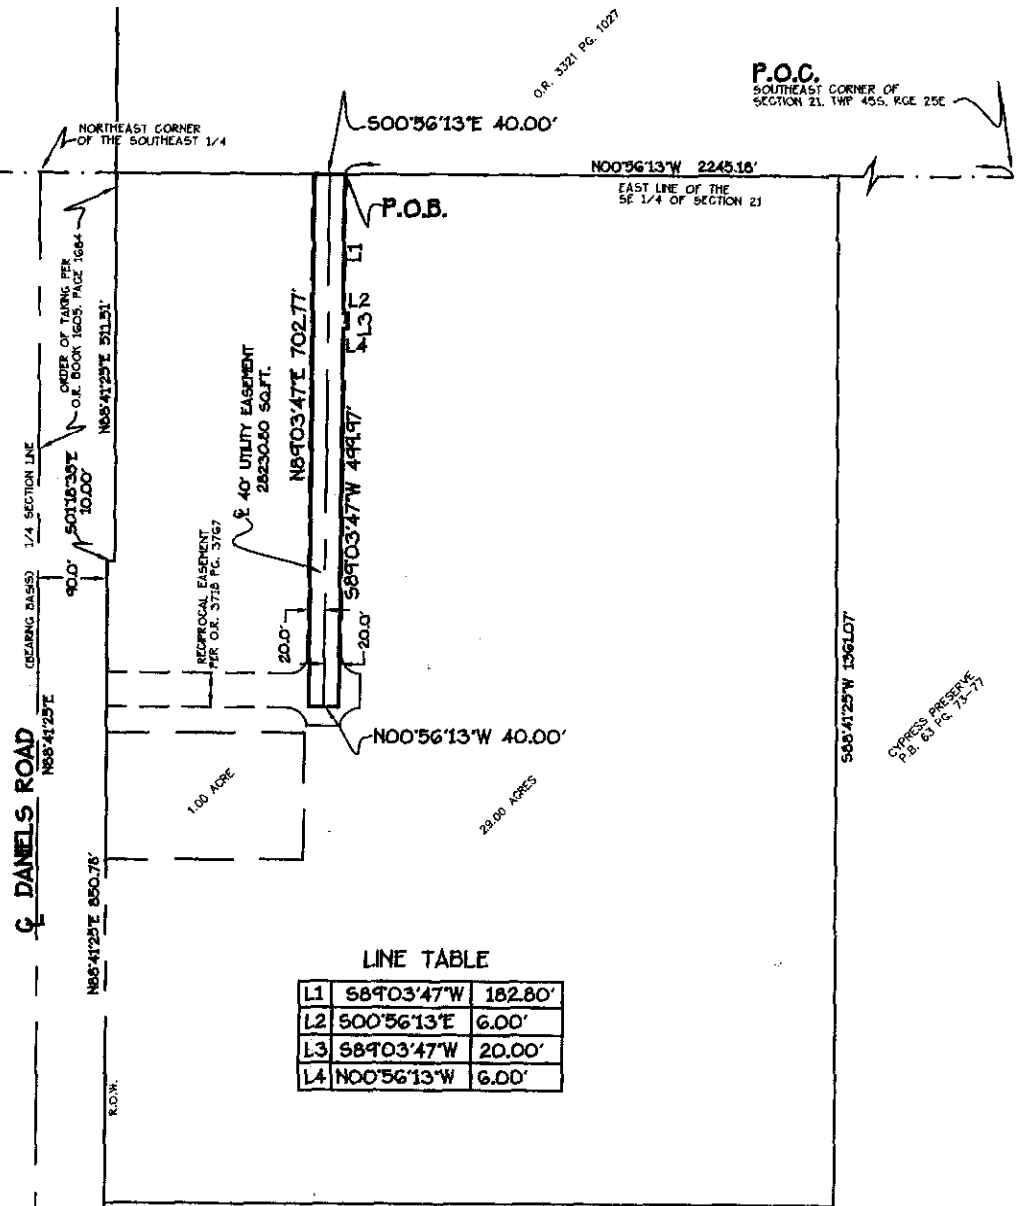 O.R. 3321 PG. 1027
P.O.C.
SOUTHEAST CORNER OF
SECTION 21, TWP 45S, RGE 25E
NORTHEAST CORNER
OF THE SOUTHEAST 1/4
S00°56'13"E 40.00'
N00°56'13"W 2245.18'
EAST LINE OF THE
SE 1/4 OF SECTION 21
P.O.B.
L1
L2
L3
L4
ORDER OF TAKING PER
O.R. BOOK 1605, PAGE 1684
N88°41'25"E 511.51'
N89°03'47"E 702.77'
℄ 40' UTILITY EASEMENT
28230.80 SQ.FT.
S89°03'47"W 499.97'
S01°18'35"E
10.00'
1/4 SECTION LINE
(BEARING BASIS)
90.0'
RECIPROCAL EASEMENT
PER O.R. 3718 PG. 3767
20.0'
20.0'
N00°56'13"W 40.00'
S88°41'25"W 1361.07'
CYPRESS PRESERVE
P.B. 63 PG. 73-77
N88°41'25"E
℄ DANIELS ROAD
1.00 ACRE
29.00 ACRES
N88°41'25"E 850.78'
R.O.W.
LINE TABLE
L1 S89°03'47"W 182.80'
L2 S00°56'13"E 6.00'
L3 S89°03'47"W 20.00'
L4 N00°56'13"W 6.00'